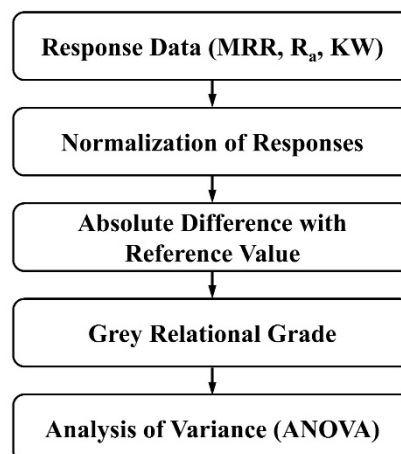 Response Data (MRR, Rₐ, KW)
Normalization of Responses
Absolute Difference with
Reference Value
Grey Relational Grade
Analysis of Variance (ANOVA)